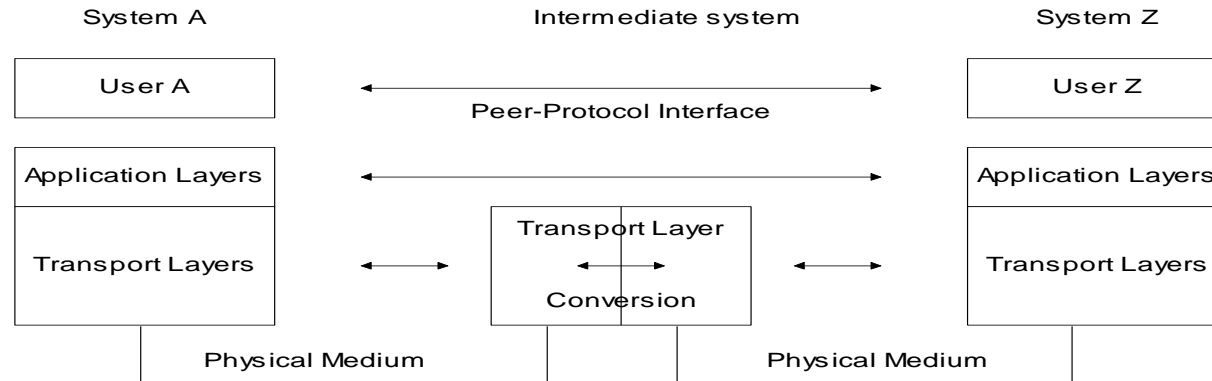 System A
Intermediate system
System Z
User A
User Z
Peer-Protocol Interface
Application Layers
Application Layers
Transport Layer
Transport Layers
Transport Layers
Conversion
Physical Medium
Physical Medium